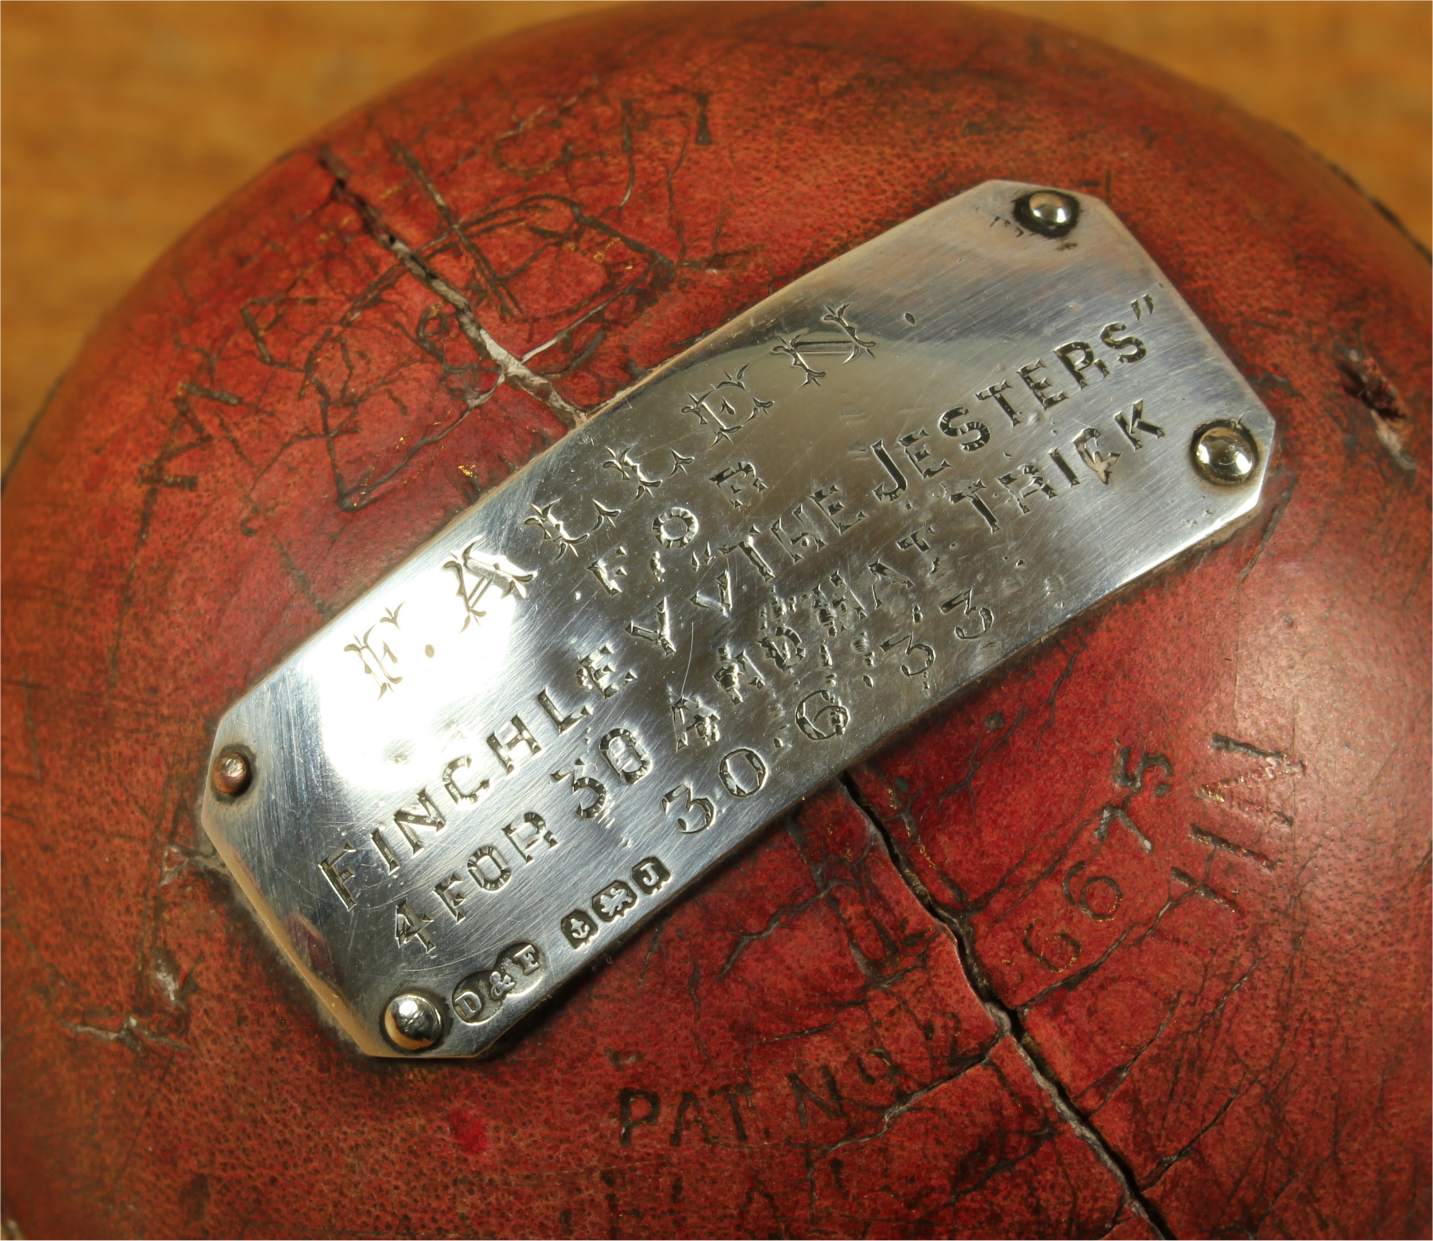 F. ALLEN.
FOR
FINCHLEY V "THE JESTERS"
4 FOR 30 AND HAT TRICK
30·6·33
D&F J
PAT. Nº
6675